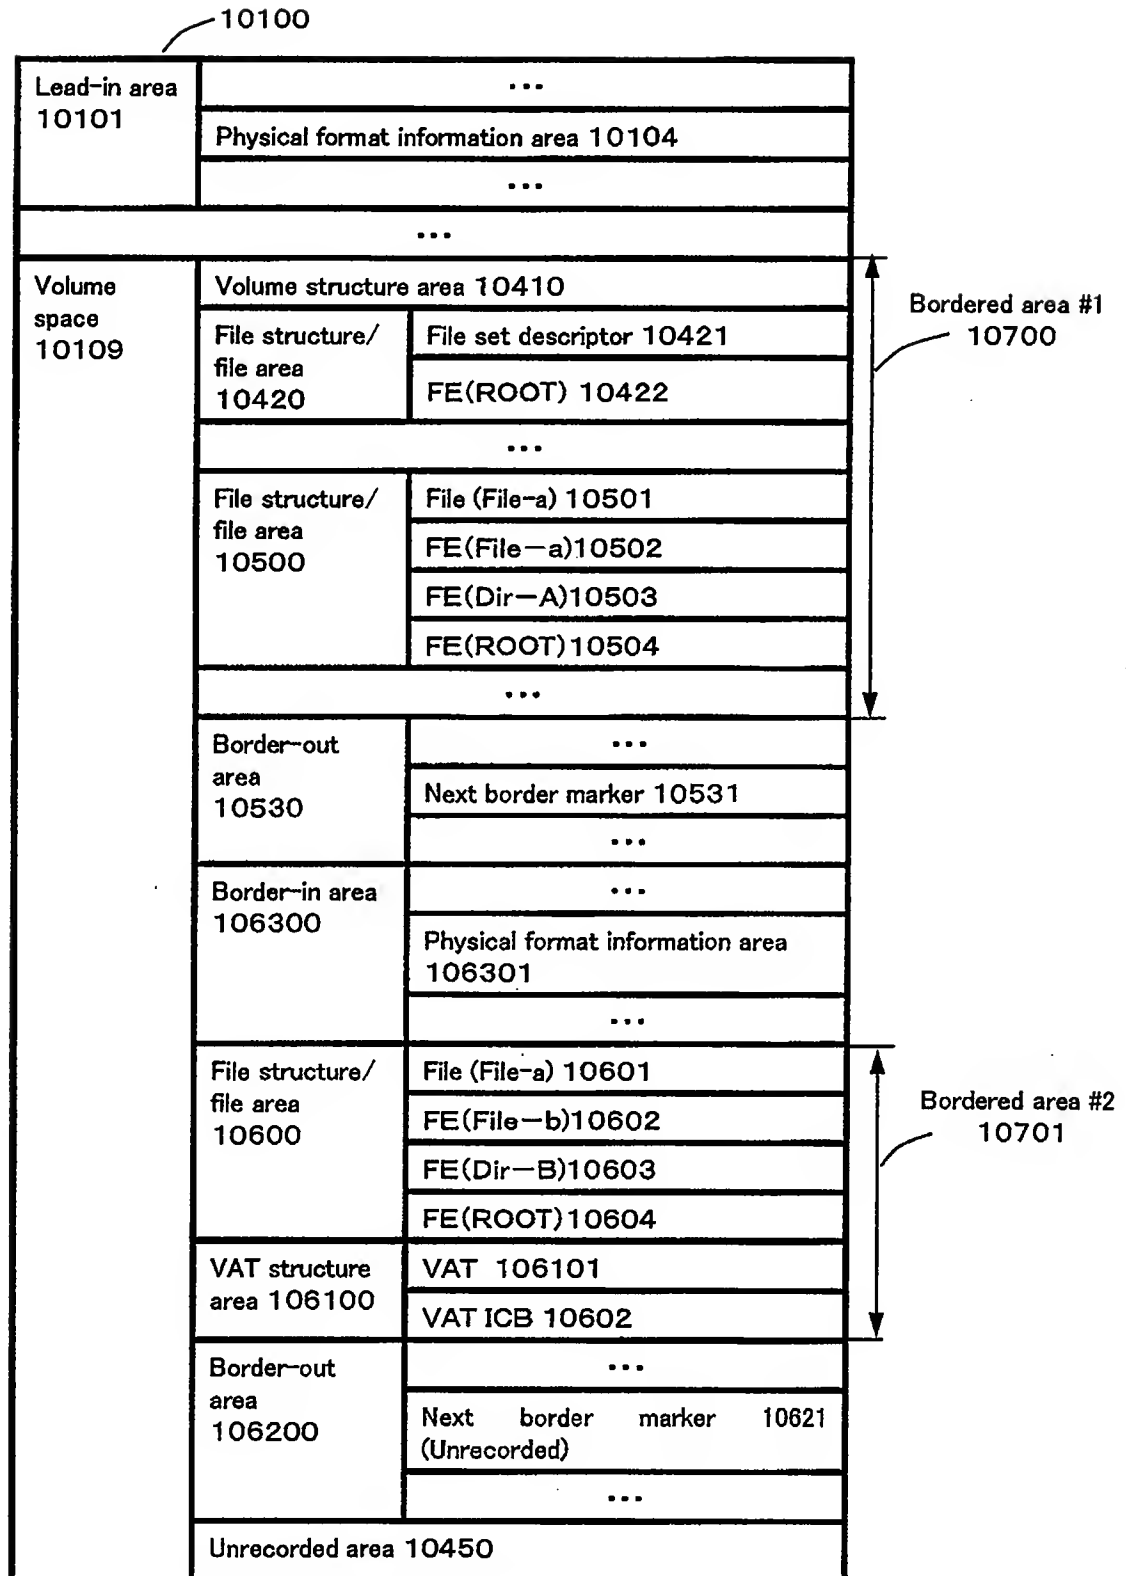 10100
Lead-in area
10101
...
Physical format information area 10104
...
...
Volume
space
10109
Volume structure area 10410
File structure/
file area
10420
File set descriptor 10421
FE(ROOT) 10422
...
File structure/
file area
10500
File (File-a) 10501
FE(File-a)10502
FE(Dir-A)10503
FE(ROOT)10504
...
Bordered area #1
10700
Border-out
area
10530
...
Next border marker 10531
...
Border-in area
106300
...
Physical format information area
106301
...
File structure/
file area
10600
File (File-a) 10601
FE(File-b)10602
FE(Dir-B)10603
FE(ROOT)10604
VAT structure
area 106100
VAT 106101
VAT ICB 10602
Bordered area #2
10701
Border-out
area
106200
...
Next border marker 10621
(Unrecorded)
...
Unrecorded area 10450